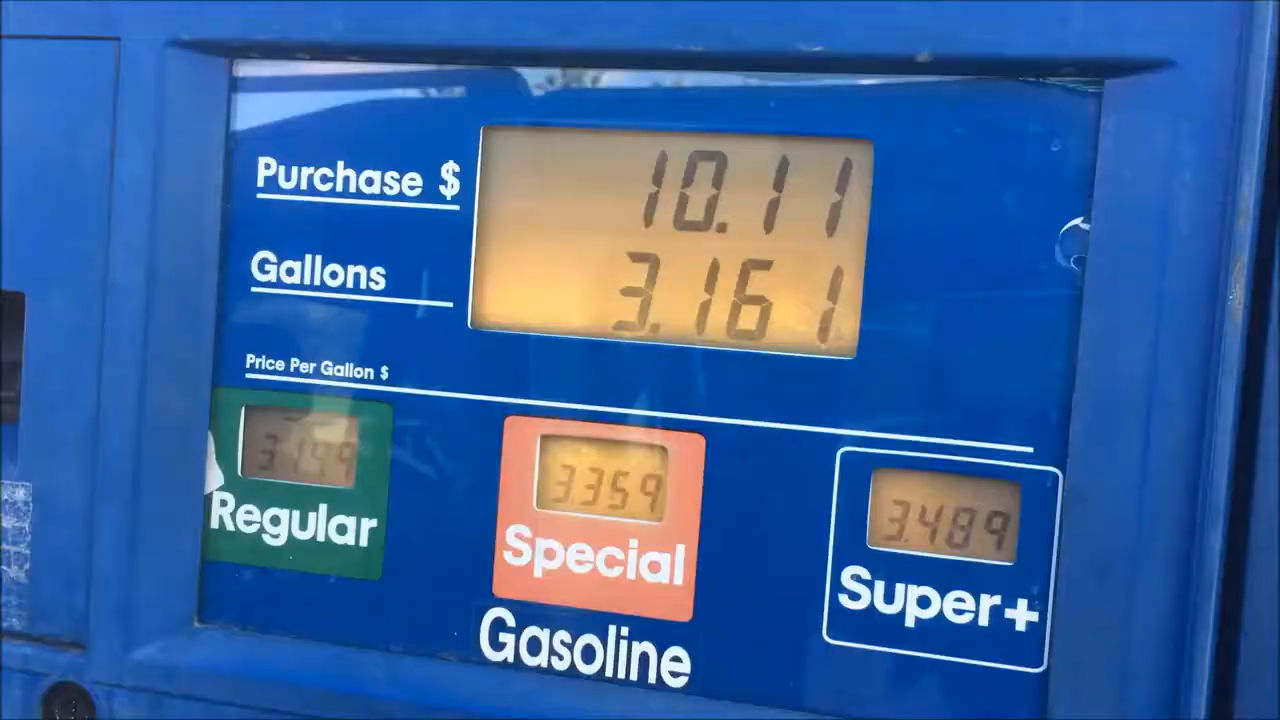 Purchase $ 10.11
Gallons 3.161
Price Per Gallon $
3.199 3.359 3.489
Regular Special Super+
Gasoline